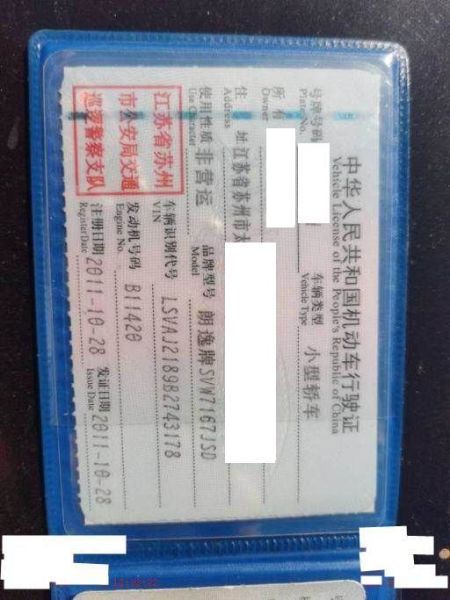 中华人民共和国机动车行驶证
Vehicle License of the People's Republic of China
号牌号码 车辆类型 小型轿车
Plate No. Vehicle Type
所有
Owner
住 址 江苏省苏州市太
Address
使用性质 非营运 品牌型号 朗逸牌SVW7167JSD
Use Character Model
江苏省苏州
市公安局交通
巡逻警察支队
车辆识别代号 LSVAJ2189B2743178
VIN
发动机号码 B11420
Engine No.
注册日期 2011-10-28 发证日期 2011-10-28
Register Date Issue Date